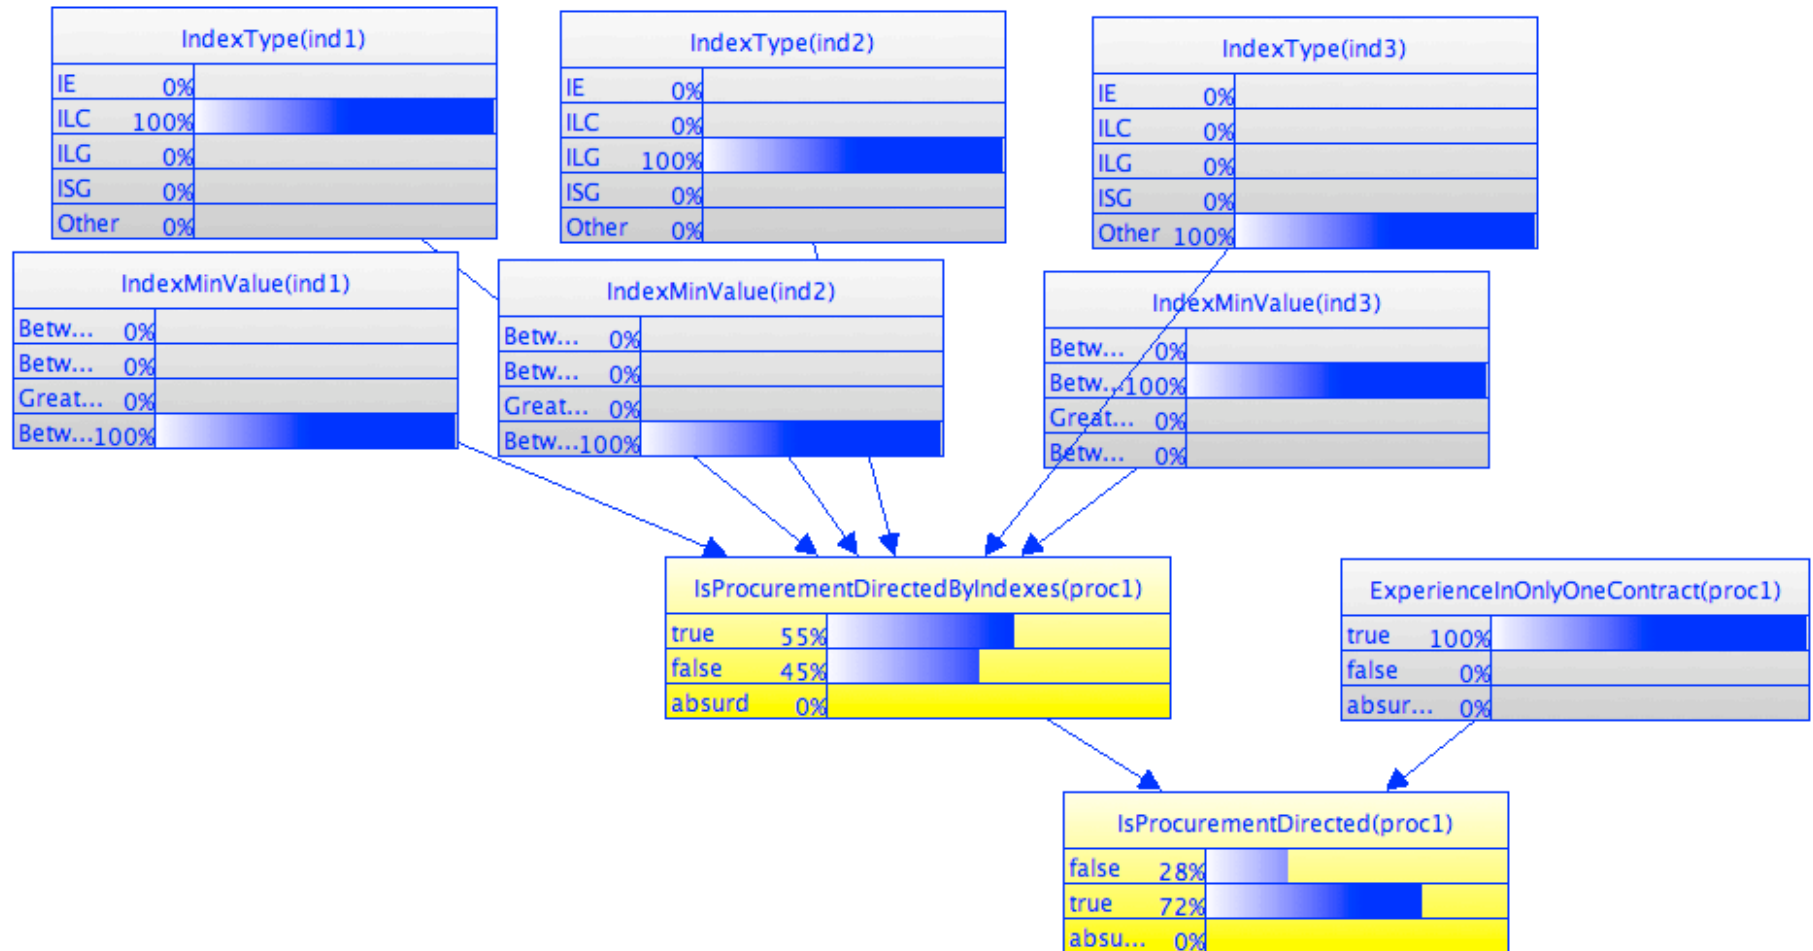 IndexType(ind1)
IE 0%
ILC 100%
ILG 0%
ISG 0%
Other 0%
IndexType(ind2)
IE 0%
ILC 0%
ILG 100%
ISG 0%
Other 0%
IndexType(ind3)
IE 0%
ILC 0%
ILG 0%
ISG 0%
Other 100%
IndexMinValue(ind1)
Betw... 0%
Betw... 0%
Great... 0%
Betw...100%
IndexMinValue(ind2)
Betw... 0%
Betw... 0%
Great... 0%
Betw...100%
IndexMinValue(ind3)
Betw... 0%
Betw...100%
Great... 0%
Betw... 0%
IsProcurementDirectedByIndexes(proc1)
true 55%
false 45%
absurd 0%
ExperienceInOnlyOneContract(proc1)
true 100%
false 0%
absur... 0%
IsProcurementDirected(proc1)
false 28%
true 72%
absu... 0%